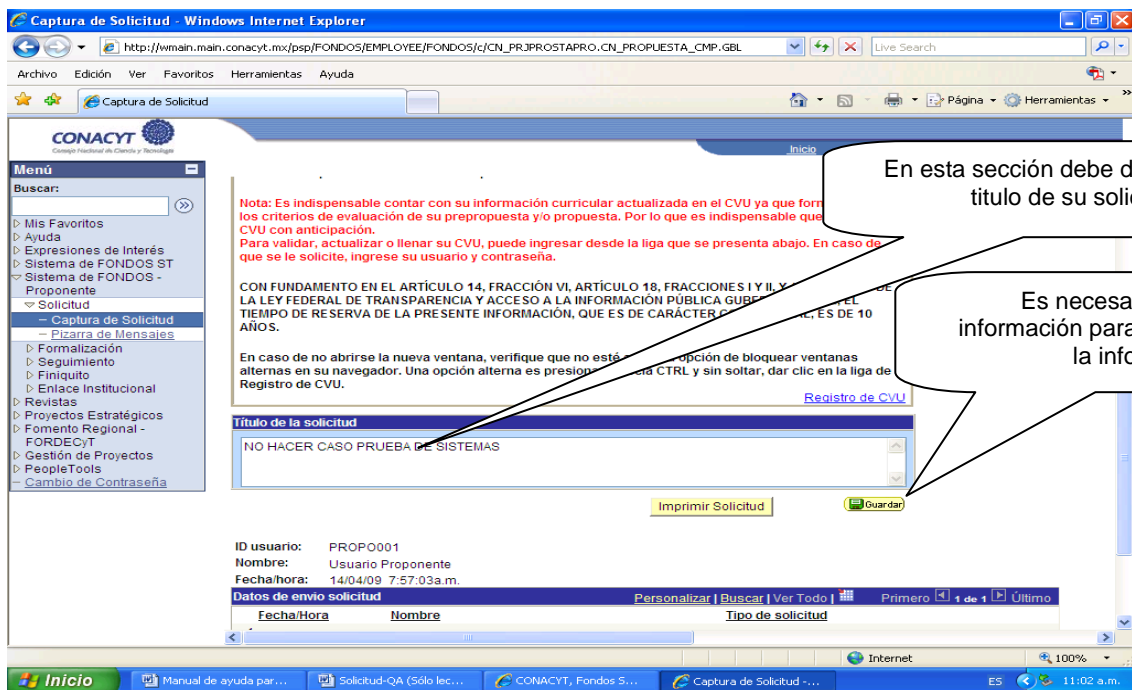 Captura de Solicitud - Windows Internet Explorer
http://wmain.main.conacyt.mx/psp/FONDOS/EMPLOYEE/FONDOS/c/CN_PRJPROSTAPRO.CN_PROPUESTA_CMP.GBL
Live Search
Archivo Edición Ver Favoritos Herramientas Ayuda
Captura de Solicitud
Página Herramientas
CONACYT
Consejo Nacional de Ciencia y Tecnología
Inicio
Menú
Buscar:
Mis Favoritos
Ayuda
Expresiones de Interés
Sistema de FONDOS ST
Sistema de FONDOS -
Proponente
Solicitud
Captura de Solicitud
Pizarra de Mensajes
Formalización
Seguimiento
Finiquito
Enlace Institucional
Revistas
Proyectos Estratégicos
Fomento Regional -
FORDECyT
Gestión de Proyectos
PeopleTools
Cambio de Contraseña
Nota: Es indispensable contar con su información curricular actualizada en el CVU ya que for
los criterios de evaluación de su prepropuesta y/o propuesta. Por lo que es indispensable que
CVU con anticipación.
Para validar, actualizar o llenar su CVU, puede ingresar desde la liga que se presenta abajo. En caso de
que se le solicite, ingrese su usuario y contraseña.
CON FUNDAMENTO EN EL ARTÍCULO 14, FRACCIÓN VI, ARTÍCULO 18, FRACCIONES I Y II, Y DE
LA LEY FEDERAL DE TRANSPARENCIA Y ACCESO A LA INFORMACIÓN PÚBLICA EL
TIEMPO DE RESERVA DE LA PRESENTE INFORMACIÓN, QUE ES DE CARÁCTER ES DE 10
AÑOS.
En caso de no abrirse la nueva ventana, verifique que no esté opción de bloquear ventanas
alternas en su navegador. Una opción alterna es CTRL y sin soltar, dar clic en la liga de
Registro de CVU.
Registro de CVU
Título de la solicitud
NO HACER CASO PRUEBA DE SISTEMAS
Imprimir Solicitud Guardar
ID usuario: PROPO001
Nombre: Usuario Proponente
Fecha/hora: 14/04/09 7:57:03a.m.
Datos de envio solicitud Personalizar | Buscar | Ver Todo | Primero 1 de 1 Último
Fecha/Hora Nombre Tipo de solicitud
En esta sección debe d
titulo de su soli
Es necesa
información para
la info
Internet 100%
Inicio Manual de ayuda par... Solicitud-QA (Sólo lec... CONACYT, Fondos S... Captura de Solicitud -... ES 11:02 a.m.